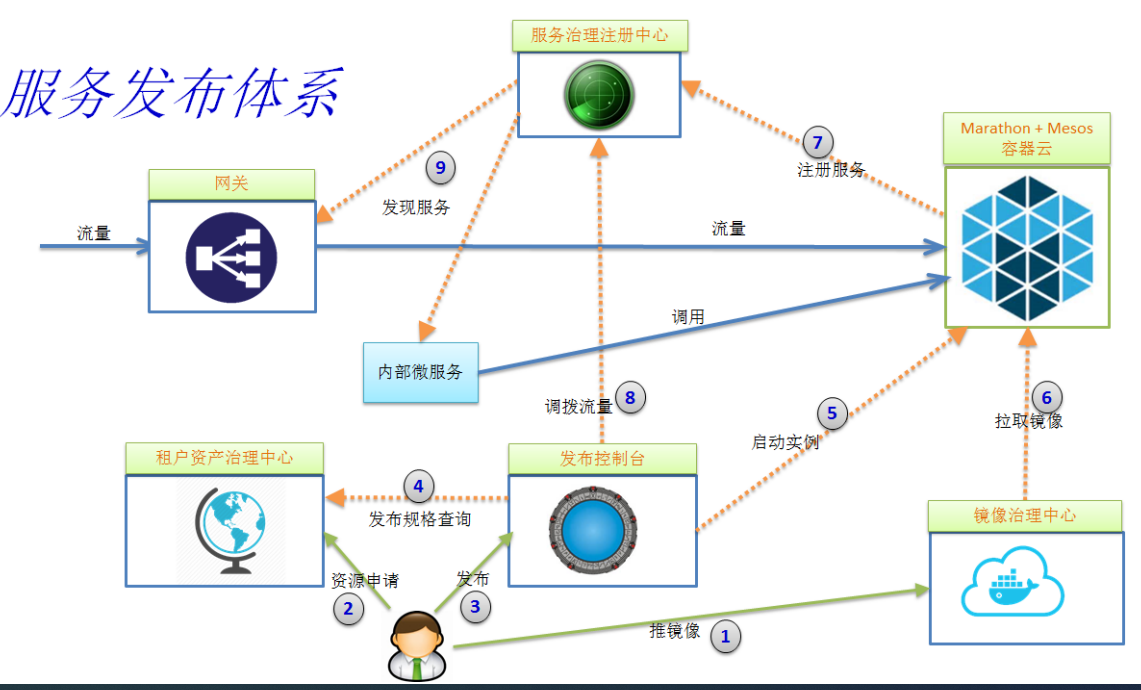 服务治理注册中心
服务发布体系
Marathon + Mesos
容器云
7
注册服务
9
网关
发现服务
流量
流量
调用
内部微服务
8
调拨流量
5
启动实例
6
拉取镜像
租户资产治理中心
发布控制台
4
发布规格查询
镜像治理中心
资源申请
2
发布
3
推镜像
1